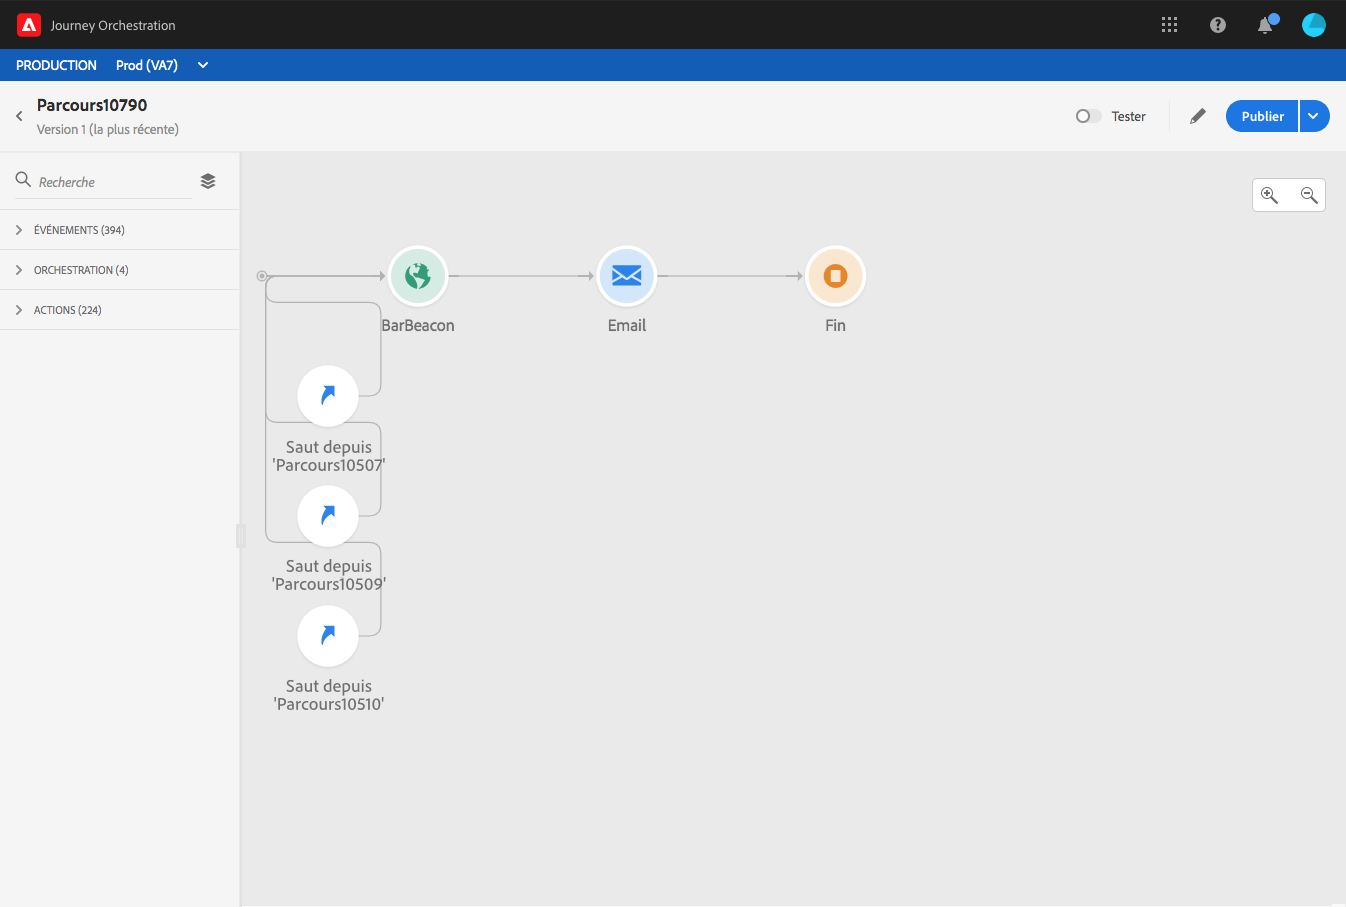 Journey Orchestration
PRODUCTION Prod (VA7)
Parcours10790
Version 1 (la plus récente)
Tester
Publier
Recherche
ÉVÉNEMENTS (394)
ORCHESTRATION (4)
ACTIONS (224)
BarBeacon
Email
Fin
Saut depuis
'Parcours10507'
Saut depuis
'Parcours10509'
Saut depuis
'Parcours10510'